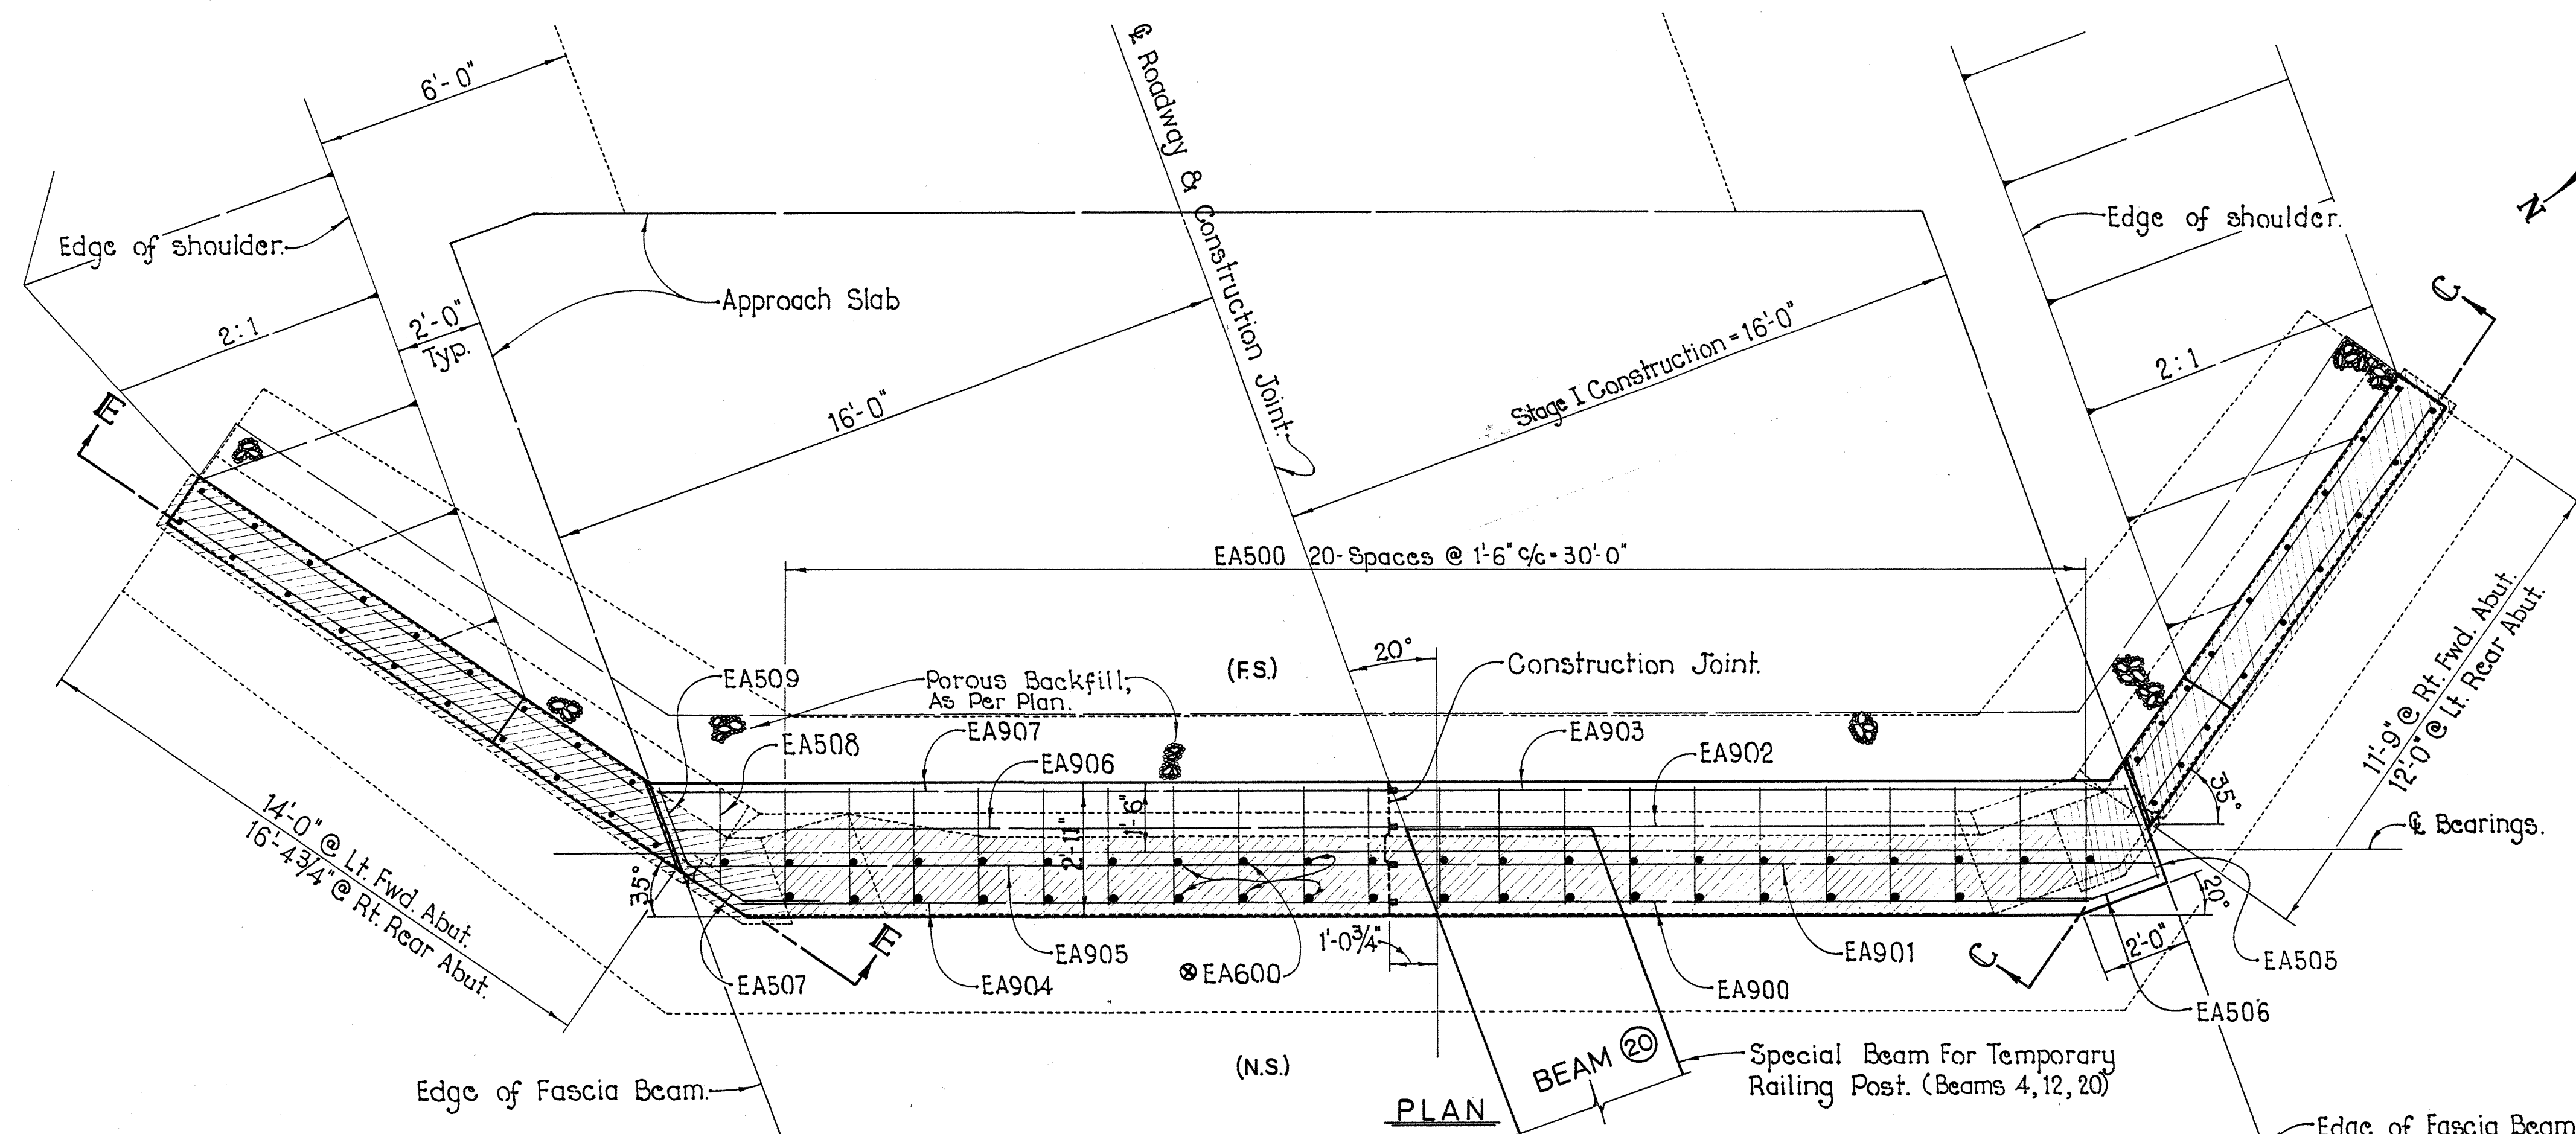 6'-0"
℄ Roadway & Construction Joint.
N
Edge of shoulder.
Edge of shoulder.
Approach Slab
2:1
2'-0"
Typ.
16'-0"
Stage I Construction = 16'-0"
2:1
C
E
EA500 20-Spaces @ 1'-6" c/c = 30'-0"
11'-9" @ Rt. Fwd. Abut.
12'-0" @ Lt. Rear Abut.
20°
(F.S.)
Construction Joint.
EA509
Porous Backfill,
As Per Plan.
EA508
EA907
EA906
EA903
EA902
35°
℄ Bearings.
1'-6"
2'-11"
14'-0" @ Lt. Fwd. Abut.
16'-4¾" @ Rt. Rear Abut.
35°
20°
E
EA507
EA904
EA905
⊗ EA600
1'-0¾"
EA901
EA900
C
2'-0"
EA505
EA506
(N.S.)
BEAM 20
Special Beam For Temporary
Railing Post. (Beams 4, 12, 20)
Edge of Fascia Beam.
PLAN
Edge of Fascia Beam